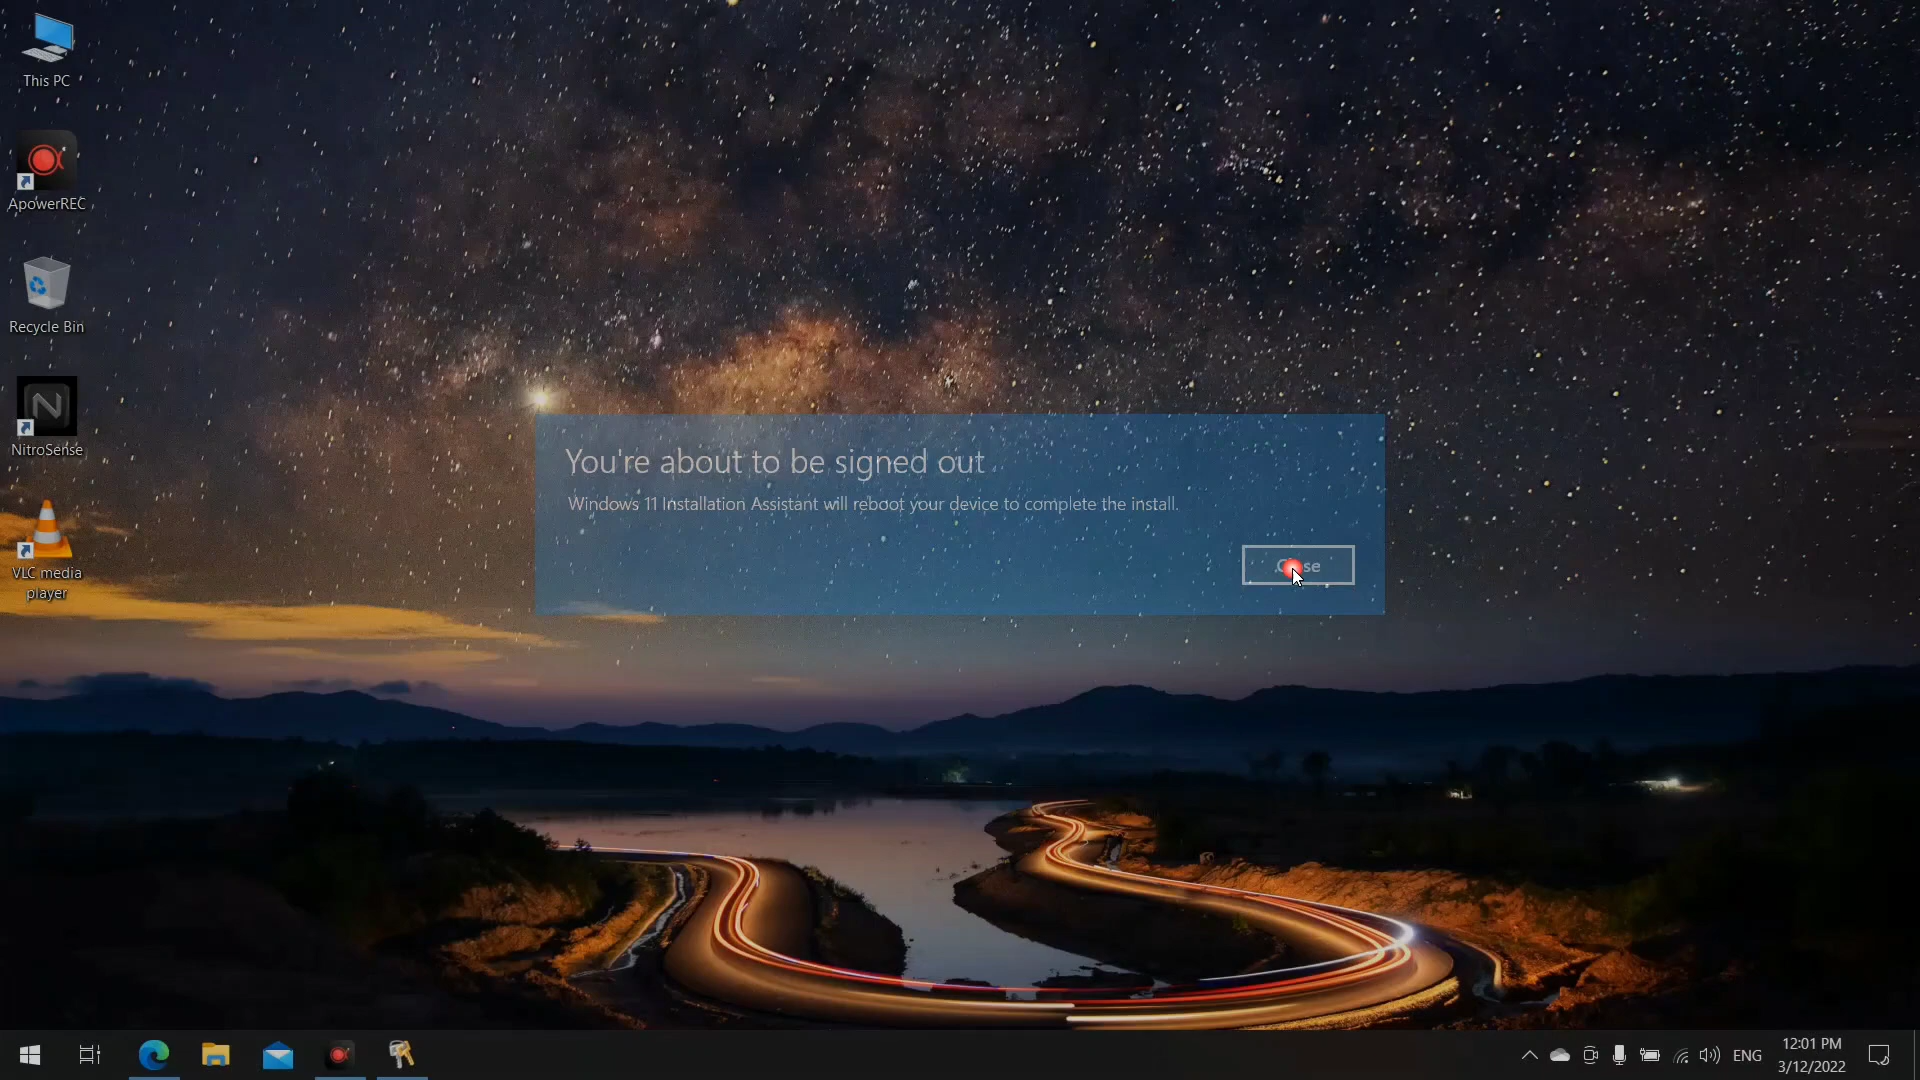 This PC
ApowerREC
Recycle Bin
NitroSense
VLC media
player
You're about to be signed out
Windows 11 Installation Assistant will reboot your device to complete the install.
Close
ENG
12:01 PM
3/12/2022